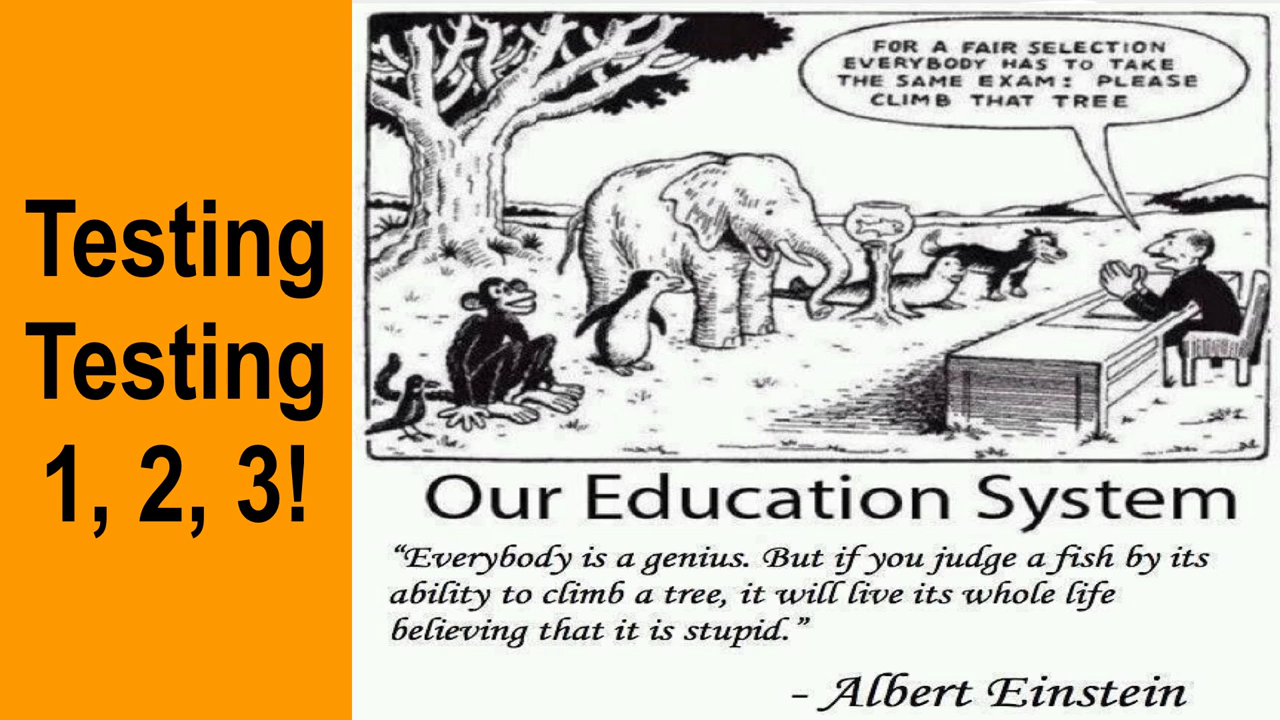 Testing
Testing
1, 2, 3!
FOR A FAIR SELECTION
EVERYBODY HAS TO TAKE
THE SAME EXAM: PLEASE
CLIMB THAT TREE
Our Education System
“Everybody is a genius. But if you judge a fish by its
ability to climb a tree, it will live its whole life
believing that it is stupid.”
- Albert Einstein